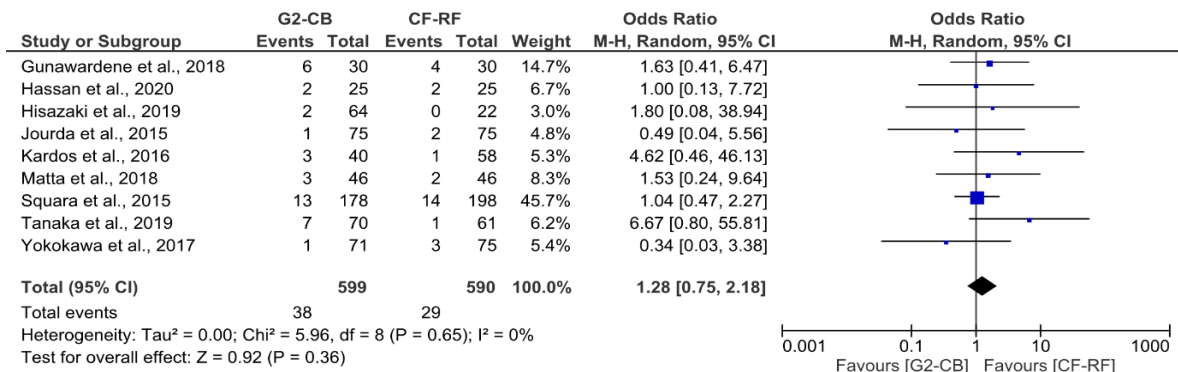 G2-CB CF-RF Odds Ratio Odds Ratio
Study or Subgroup Events Total Events Total Weight M-H, Random, 95% CI M-H, Random, 95% CI
Gunawardene et al., 2018 6 30 4 30 14.7% 1.63 [0.41, 6.47]
Hassan et al., 2020 2 25 2 25 6.7% 1.00 [0.13, 7.72]
Hisazaki et al., 2019 2 64 0 22 3.0% 1.80 [0.08, 38.94]
Jourda et al., 2015 1 75 2 75 4.8% 0.49 [0.04, 5.56]
Kardos et al., 2016 3 40 1 58 5.3% 4.62 [0.46, 46.13]
Matta et al., 2018 3 46 2 46 8.3% 1.53 [0.24, 9.64]
Squara et al., 2015 13 178 14 198 45.7% 1.04 [0.47, 2.27]
Tanaka et al., 2019 7 70 1 61 6.2% 6.67 [0.80, 55.81]
Yokokawa et al., 2017 1 71 3 75 5.4% 0.34 [0.03, 3.38]
Total (95% CI) 599 590 100.0% 1.28 [0.75, 2.18]
Total events 38 29
Heterogeneity: Tau² = 0.00; Chi² = 5.96, df = 8 (P = 0.65); I² = 0%
Test for overall effect: Z = 0.92 (P = 0.36)
0.001 0.1 1 10 1000
Favours [G2-CB] Favours [CF-RF]